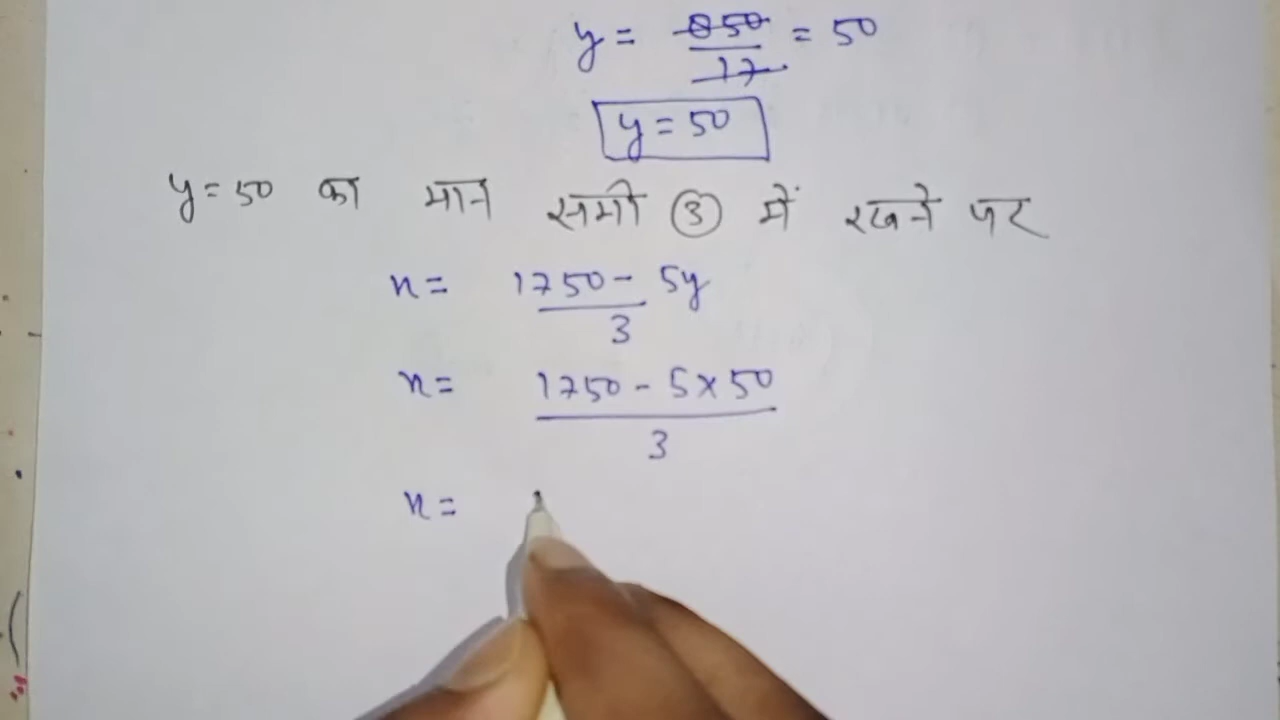 y = 850/17 = 50
y = 50
y = 50 का मान समी ③ में रखने पर
x = 1750 - 5y/3
x = 1750 - 5 × 50/3
x =